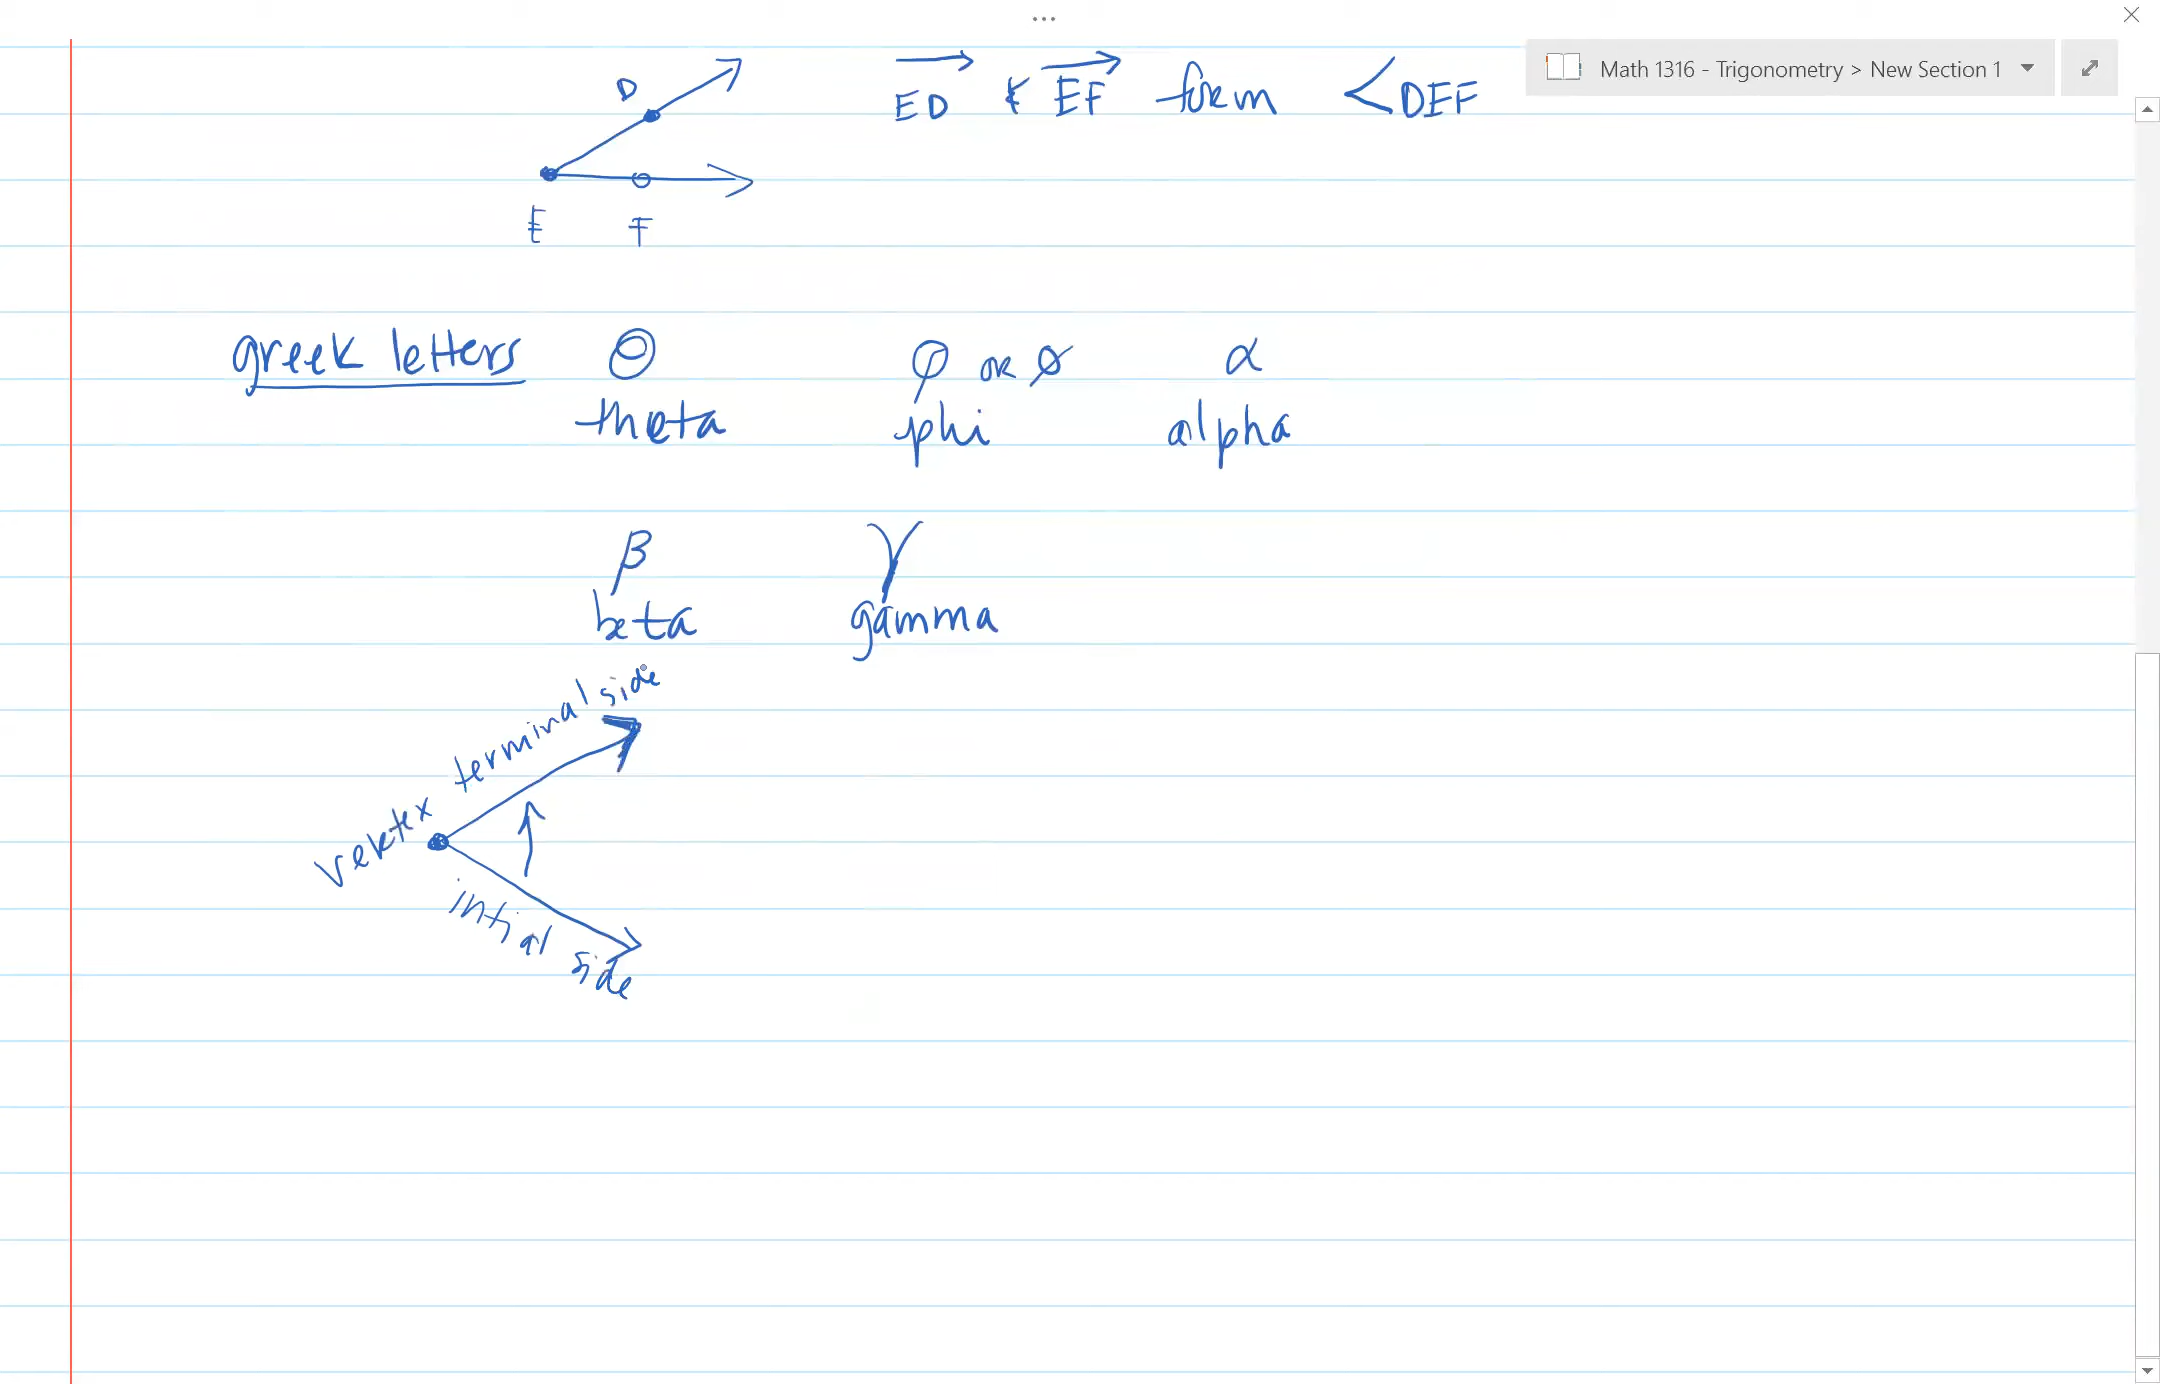 Math 1316 - Trigonometry > New Section 1
D
ED & EF form <DEF
E F
greek letters θ φ or ø α
theta phi alpha
β γ
beta gamma
terminal side
vertex
intial side